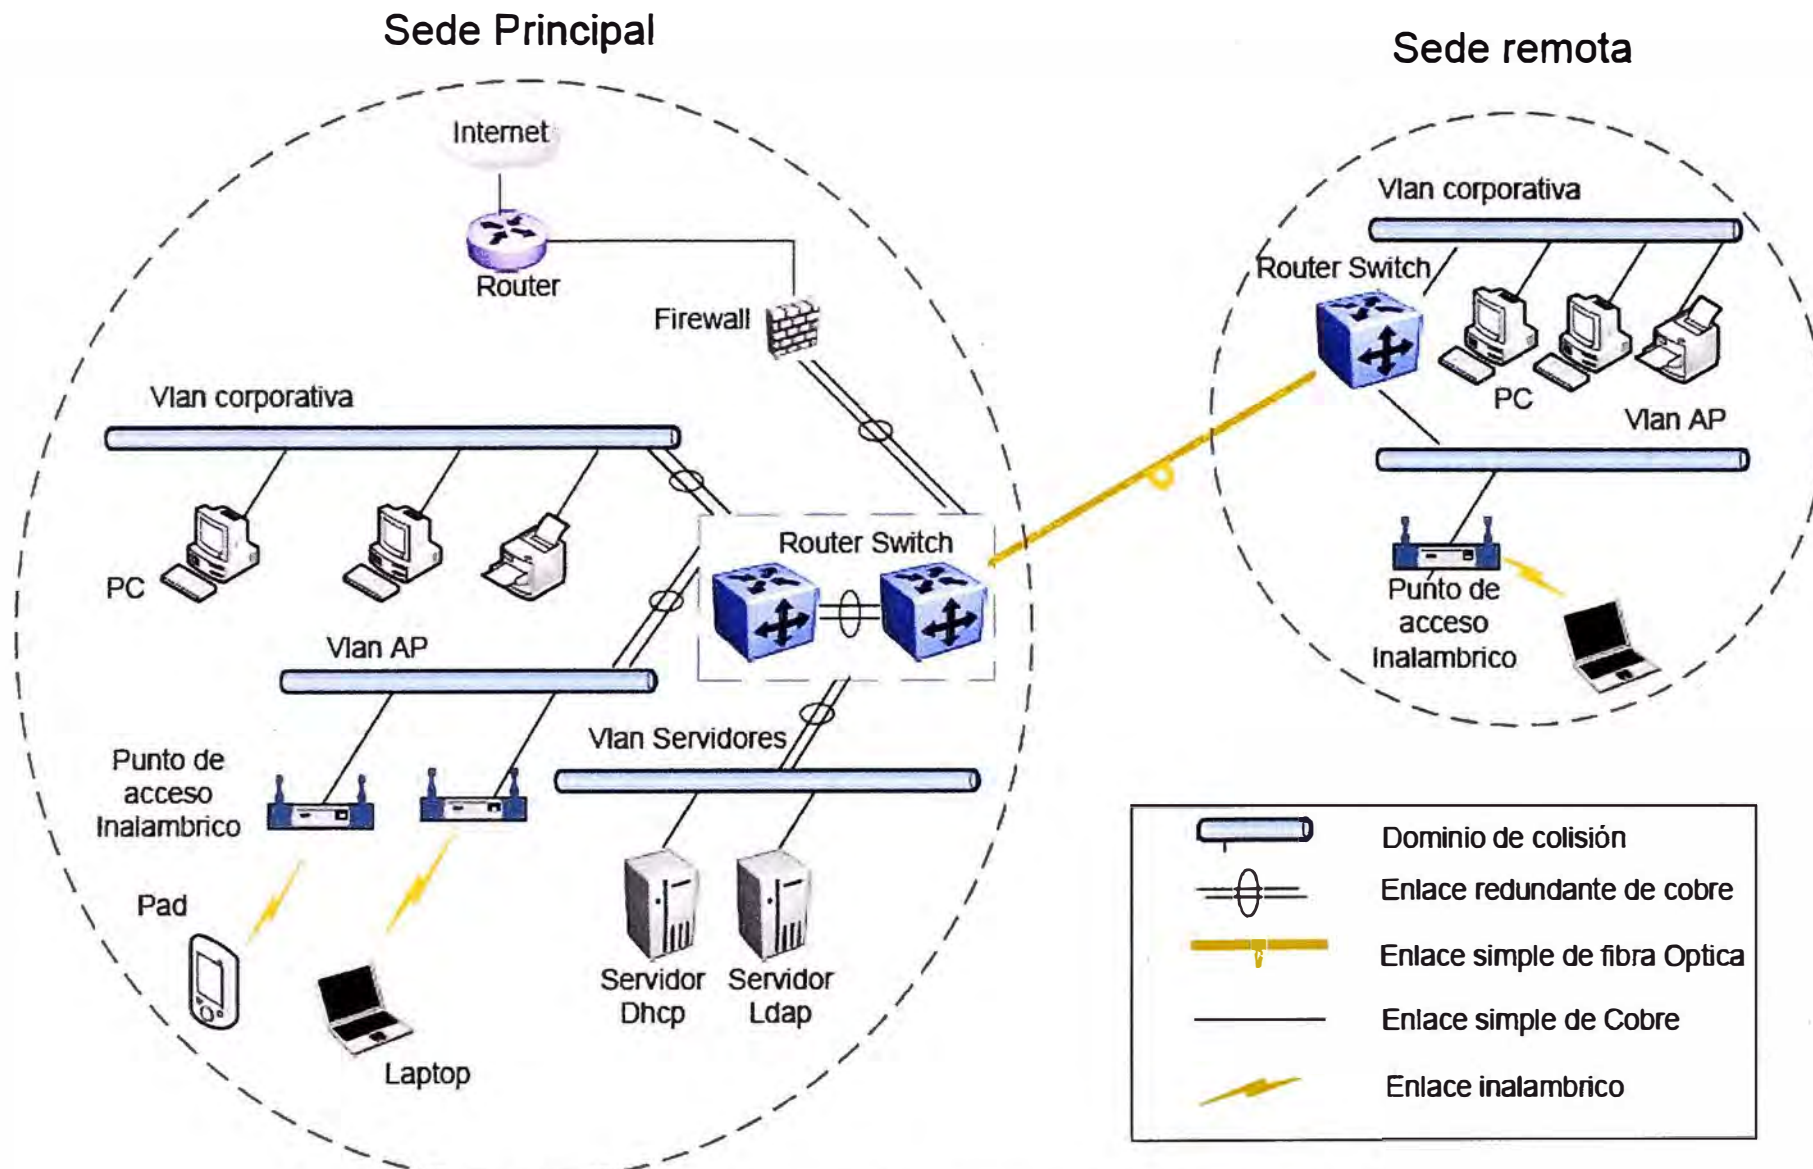 Sede Principal
Sede remota
Internet
Router
Firewall
Vlan corporativa
PC
Router Switch
Vlan AP
Vlan Servidores
Punto de
acceso
Inalambrico
Pad
Laptop
Servidor
Dhcp
Servidor
Ldap
Vlan corporativa
Router Switch
PC
Vlan AP
Punto de
acceso
Inalambrico
Dominio de colisión
Enlace redundante de cobre
Enlace simple de fibra Optica
Enlace simple de Cobre
Enlace inalambrico